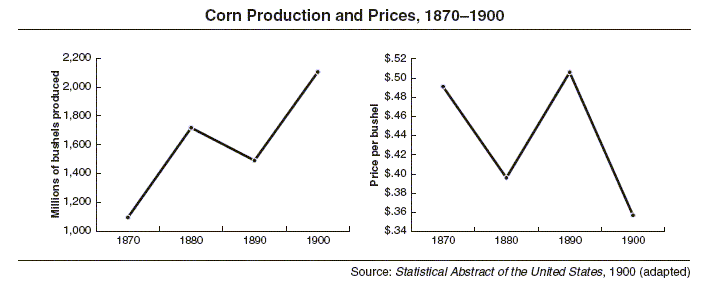 Corn Production and Prices, 1870–1900
Millions of bushels produced
2,200
2,000
1,800
1,600
1,400
1,200
1,000
1870 1880 1890 1900
Price per bushel
$.52
$.50
$.48
$.46
$.44
$.42
$.40
$.38
$.36
$.34
1870 1880 1990 1900
Source: Statistical Abstract of the United States, 1900 (adapted)